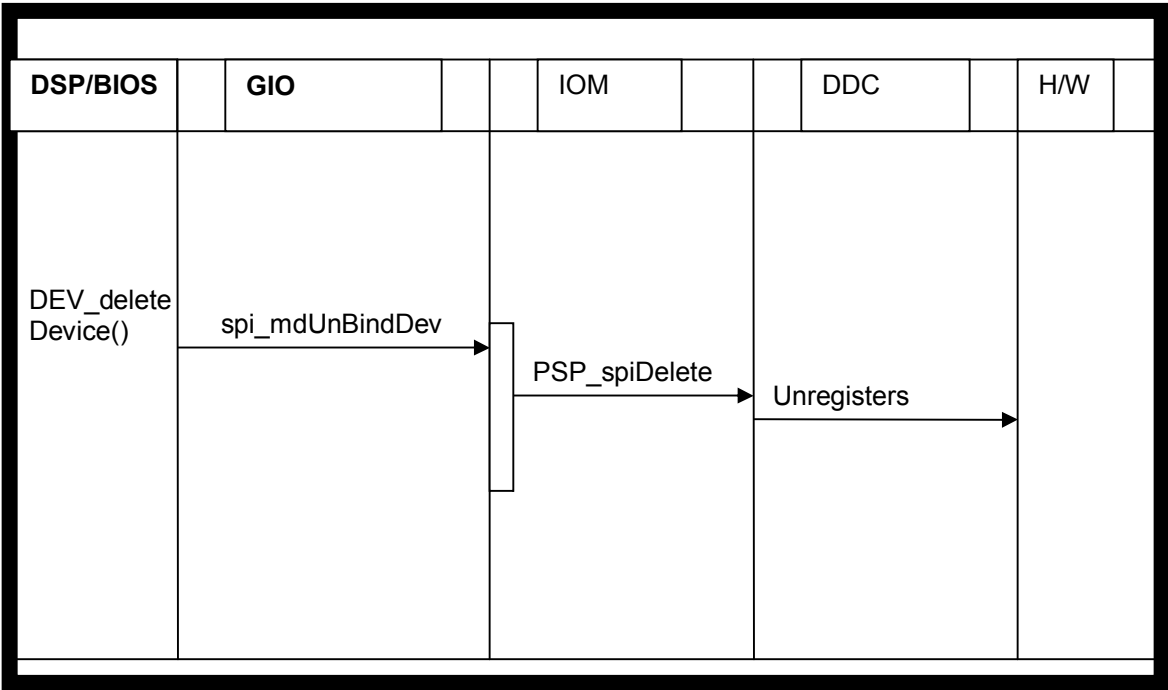 DSP/BIOS
GIO
IOM
DDC
H/W
DEV_delete
Device()
spi_mdUnBindDev
PSP_spiDelete
Unregisters